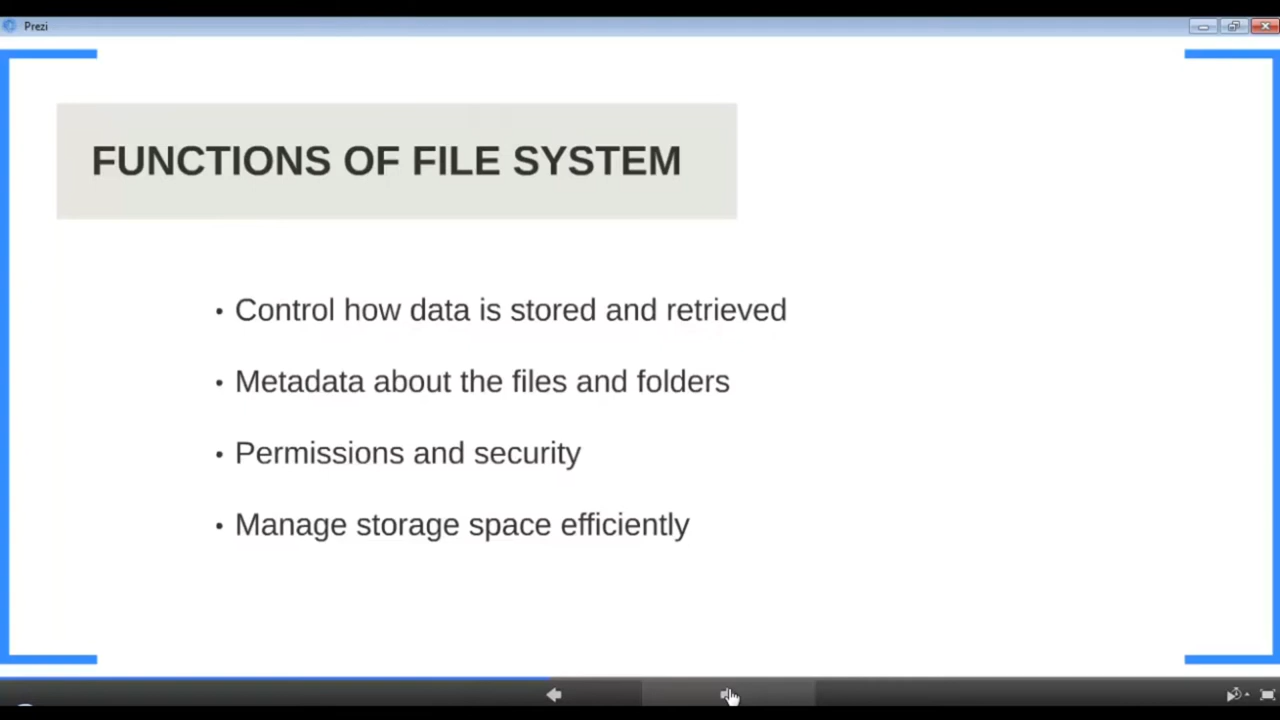 Prezi
FUNCTIONS OF FILE SYSTEM
• Control how data is stored and retrieved
• Metadata about the files and folders
• Permissions and security
• Manage storage space efficiently